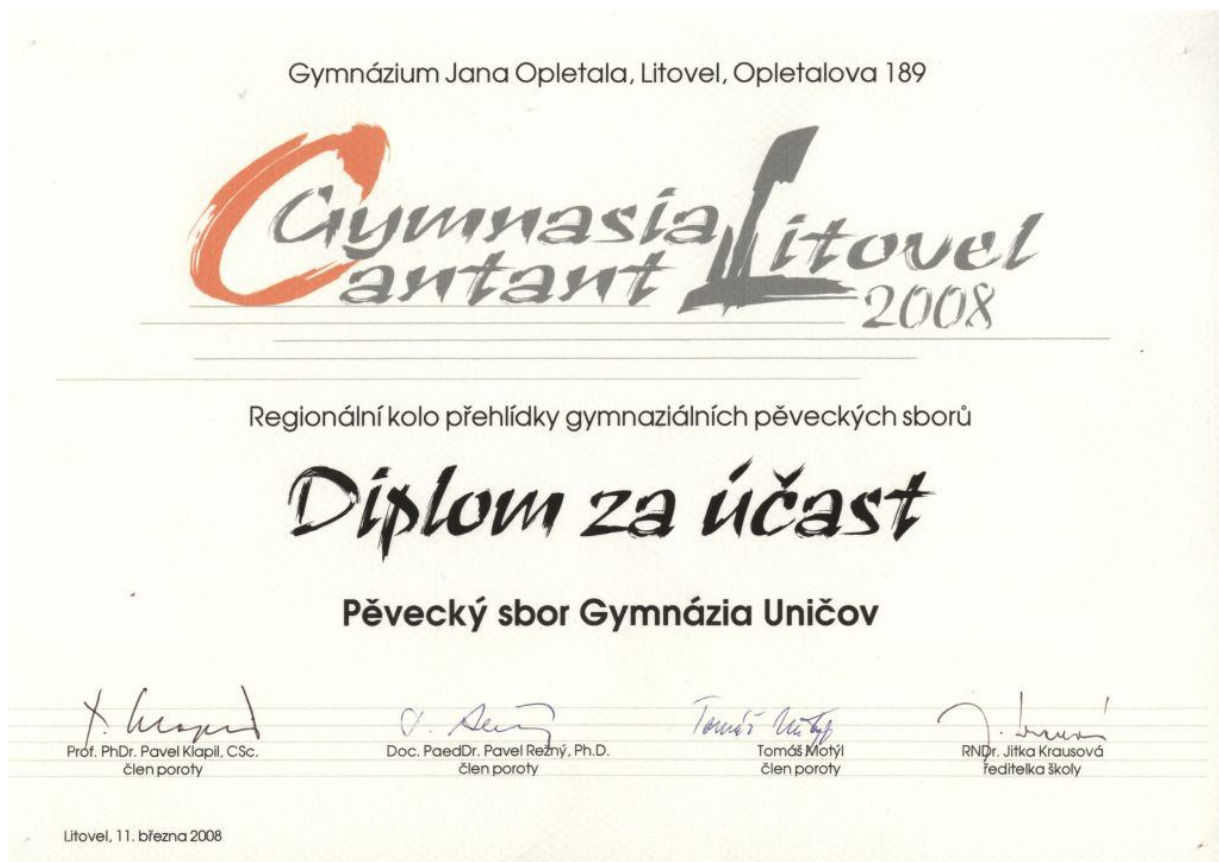 Gymnázium Jana Opletala, Litovel, Opletalova 189
Gymnasia Litovel
Cantant 2008
Regionální kolo přehlídky gymnaziálních pěveckých sborů
Diplom za účast
Pěvecký sbor Gymnázia Uničov
Prof. PhDr. Pavel Klapil, CSc. Doc. PaedDr. Pavel Režný, Ph.D. Tomáš Motýl RNDr. Jitka Krausová
člen poroty člen poroty člen poroty ředitelka školy
Litovel, 11. března 2008